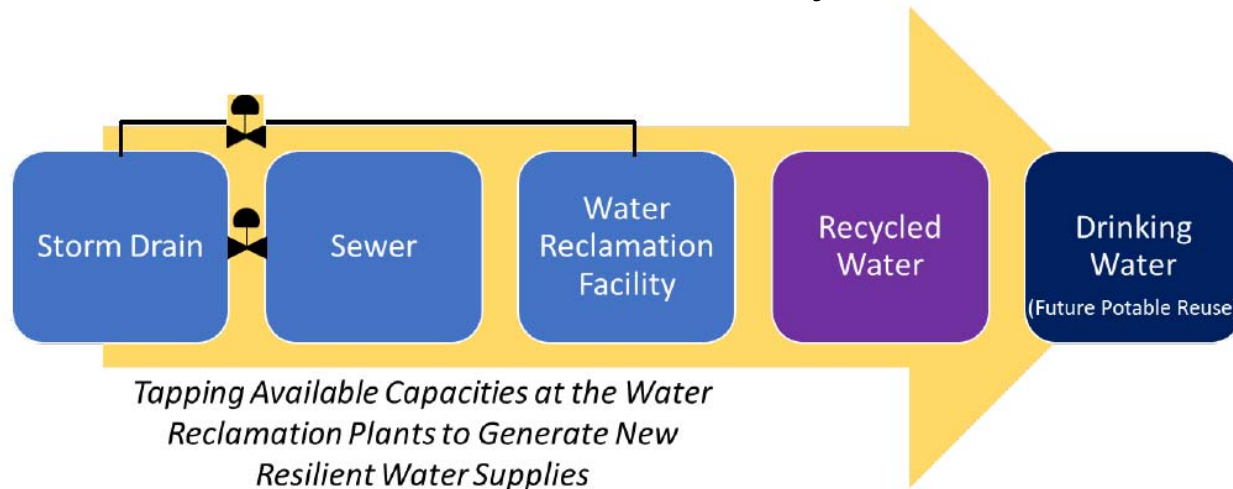 Storm Drain
Sewer
Water
Reclamation
Facility
Recycled
Water
Drinking
Water
(Future Potable Reuse
Tapping Available Capacities at the Water
Reclamation Plants to Generate New
Resilient Water Supplies